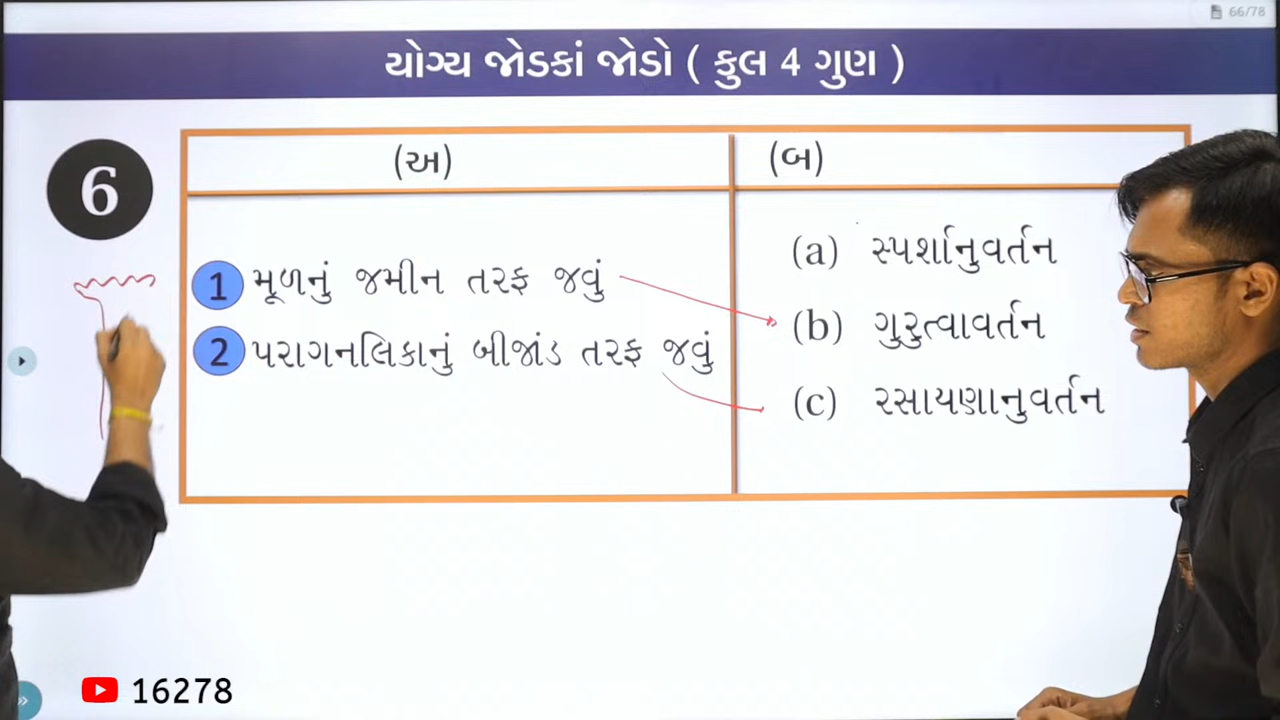 66/78
યોગ્ય જોડકાં જોડો ( કુલ 4 ગુણ )
6
(અ)
(બ)
1 મૂળનું જમીન તરફ જવું
2 પરાગનલિકાનું બીજાંડ તરફ જવું
(a) સ્પર્શાનુવર્તન
(b) ગુરુત્વાવર્તન
(c) રસાયણાનુવર્તન
16278